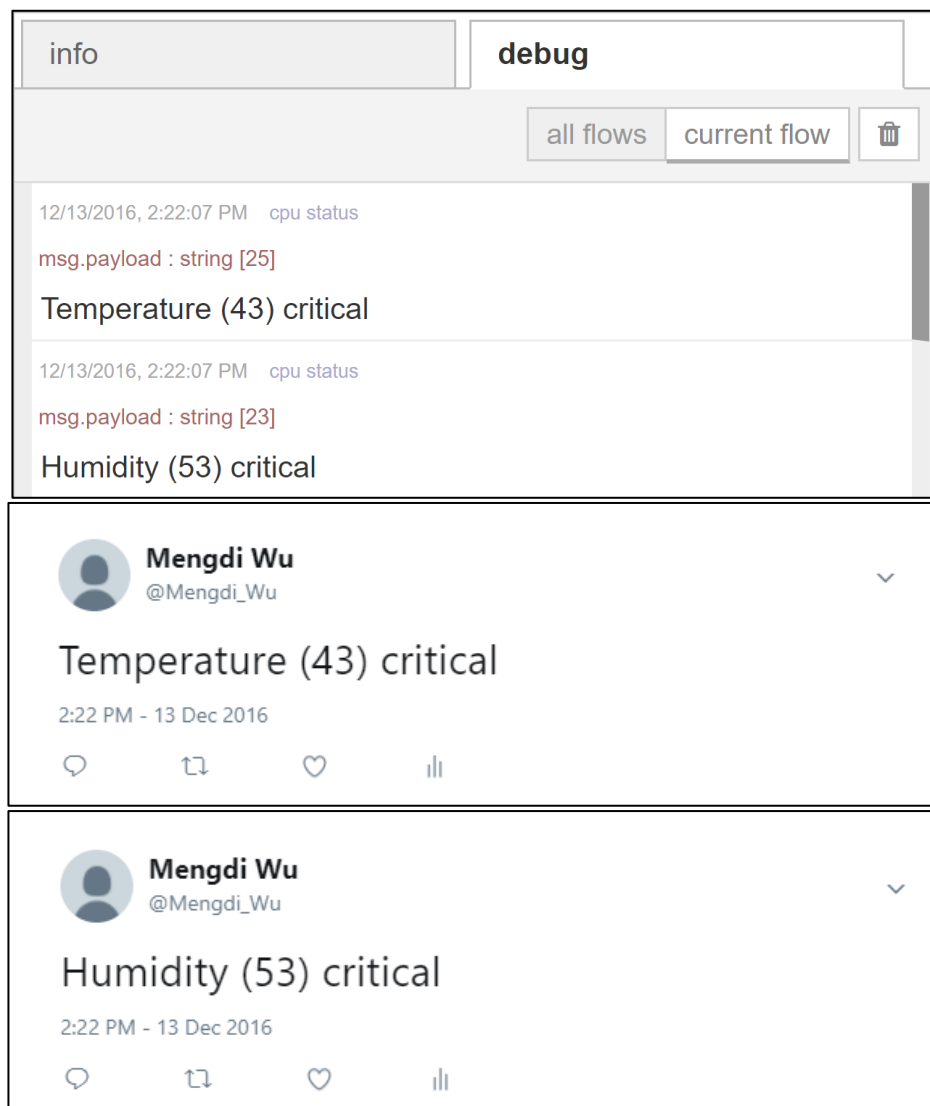 info
debug
all flows
current flow
12/13/2016, 2:22:07 PM cpu status
msg.payload : string [25]
Temperature (43) critical
12/13/2016, 2:22:07 PM cpu status
msg.payload : string [23]
Humidity (53) critical
Mengdi Wu
@Mengdi_Wu
Temperature (43) critical
2:22 PM - 13 Dec 2016
Mengdi Wu
@Mengdi_Wu
Humidity (53) critical
2:22 PM - 13 Dec 2016